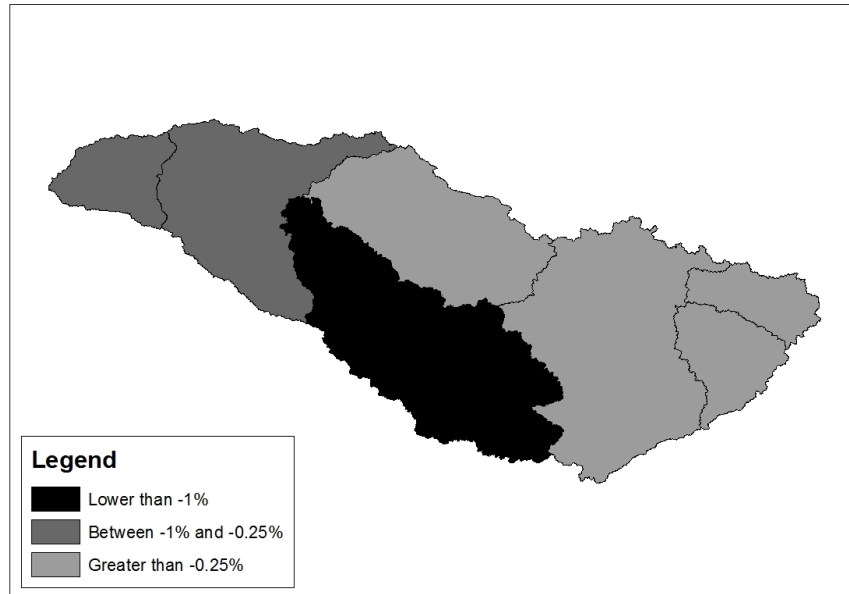 Legend
Lower than -1%
Between -1% and -0.25%
Greater than -0.25%